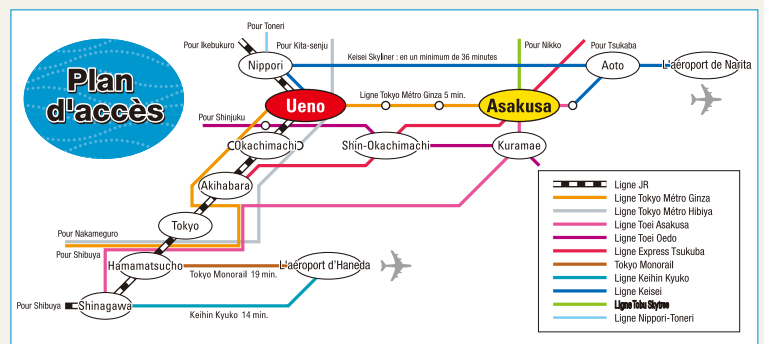 Plan
d'accès
Pour Toneri
Pour Ikebukuro
Pour Kita-senju
Keisei Skyliner : en un minimum de 36 minutes
Pour Nikko
Pour Tsukaba
Nippori
Aoto
L'aéroport de Narita
Ueno
Ligne Tokyo Métro Ginza 5 min.
Asakusa
Pour Shinjuku
Okachimachi
Shin-Okachimachi
Kuramae
Akihabara
Tokyo
Pour Nakameguro
Pour Shibuya
Hamamatsucho
Tokyo Monorail 19 min.
L'aéroport d'Haneda
Pour Shibuya
Shinagawa
Keihin Kyuko 14 min.
Ligne JR
Ligne Tokyo Métro Ginza
Ligne Tokyo Métro Hibiya
Ligne Toei Asakusa
Ligne Toei Oedo
Ligne Express Tsukuba
Tokyo Monorail
Ligne Keihin Kyuko
Ligne Keisei
Ligne Tobu Skytree
Ligne Nippori-Toneri